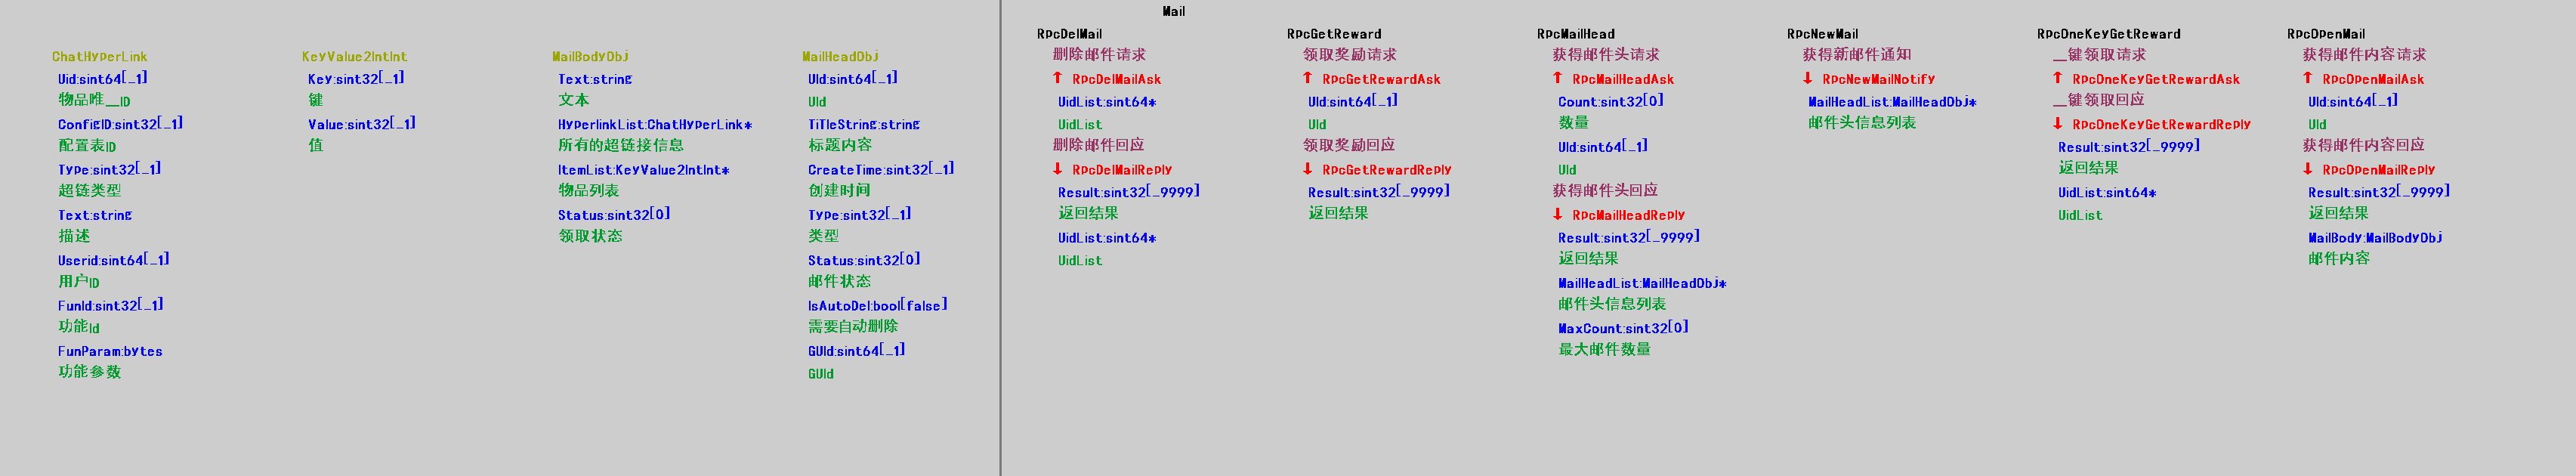 ChatHyperLink
Uid:sint64[_1]
物品唯__ID
ConfigID:sint32[_1]
配置表ID
Type:sint32[_1]
超链类型
Text:string
描述
Userid:sint64[_1]
用户ID
FunId:sint32[_1]
功能Id
FunParam:bytes
功能参数
KeyValue2IntInt
Key:sint32[_1]
键
Value:sint32[_1]
值
MailBodyObj
Text:string
文本
HyperlinkList:ChatHyperLink*
所有的超链接信息
ItemList:KeyValue2IntInt*
物品列表
Status:sint32[0]
领取状态
MailHeadObj
UId:sint64[_1]
UId
TiTleString:string
标题内容
CreateTime:sint32[_1]
创建时间
Type:sint32[_1]
类型
Status:sint32[0]
邮件状态
IsAutoDel:bool[false]
需要自动删除
GUId:sint64[_1]
GUId
Mail
RpcDelMail
删除邮件请求
↑ RpcDelMailAsk
UidList:sint64*
UidList
删除邮件回应
↓ RpcDelMailReply
Result:sint32[_9999]
返回结果
UidList:sint64*
UidList
RpcGetReward
领取奖励请求
↑ RpcGetRewardAsk
UId:sint64[_1]
UId
领取奖励回应
↓ RpcGetRewardReply
Result:sint32[_9999]
返回结果
RpcMailHead
获得邮件头请求
↑ RpcMailHeadAsk
Count:sint32[0]
数量
UId:sint64[_1]
UId
获得邮件头回应
↓ RpcMailHeadReply
Result:sint32[_9999]
返回结果
MailHeadList:MailHeadObj*
邮件头信息列表
MaxCount:sint32[0]
最大邮件数量
RpcNewMail
获得新邮件通知
↓ RpcNewMailNotify
MailHeadList:MailHeadObj*
邮件头信息列表
RpcOneKeyGetReward
__键领取请求
↑ RpcOneKeyGetRewardAsk
__键领取回应
↓ RpcOneKeyGetRewardReply
Result:sint32[_9999]
返回结果
UidList:sint64*
UidList
RpcOpenMail
获得邮件内容请求
↑ RpcOpenMailAsk
UId:sint64[_1]
UId
获得邮件内容回应
↓ RpcOpenMailReply
Result:sint32[_9999]
返回结果
MailBody:MailBodyObj
邮件内容